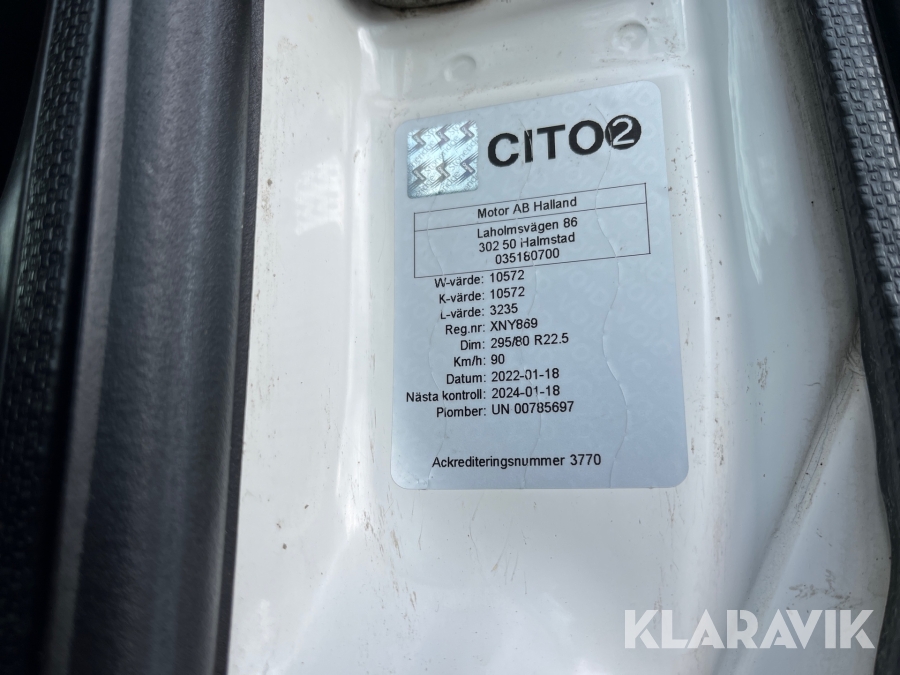 CITO2
Motor AB Halland
Laholmsvägen 86
302 50 Halmstad
035180700
W-värde: 10572
K-värde: 10572
L-värde: 3235
Reg.nr: XNY869
Dim: 295/80 R22.5
Km/h: 90
Datum: 2022-01-18
Nästa kontroll: 2024-01-18
Plomber: UN 00785697
Ackrediteringsnummer 3770
KLARAVIK